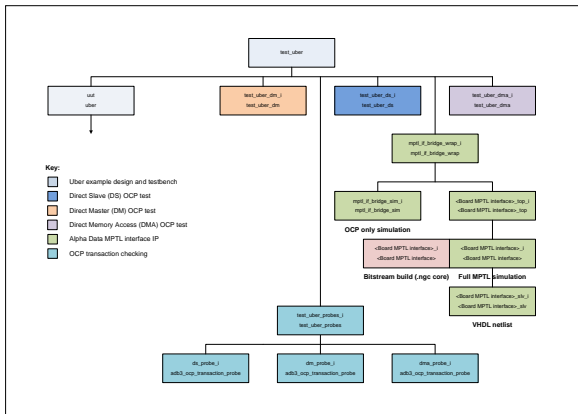 test_uber
uut
uber
test_uber_dm_i
test_uber_dm
test_uber_ds_i
test_uber_ds
test_uber_dma_i
test_uber_dma
mptl_if_bridge_wrap_i
mptl_if_bridge_wrap
Key:
Uber example design and testbench
Direct Slave (DS) OCP test
Direct Master (DM) OCP test
Direct Memory Access (DMA) OCP test
Alpha Data MPTL interface IP
OCP transaction checking
mptl_if_bridge_sim_i
mptl_if_bridge_sim
OCP only simulation
<Board MPTL interface>_top_i
<Board MPTL interface>_top
<Board MPTL interface>_i
<Board MPTL interface>
Bitstream build (.ngc core)
<Board MPTL interface>_i
<Board MPTL interface>
Full MPTL simulation
<Board MPTL interface>_slv_i
<Board MPTL interface>_slv
VHDL netlist
test_uber_probes_i
test_uber_probes
ds_probe_i
adb3_ocp_transaction_probe
dm_probe_i
adb3_ocp_transaction_probe
dma_probe_i
adb3_ocp_transaction_probe